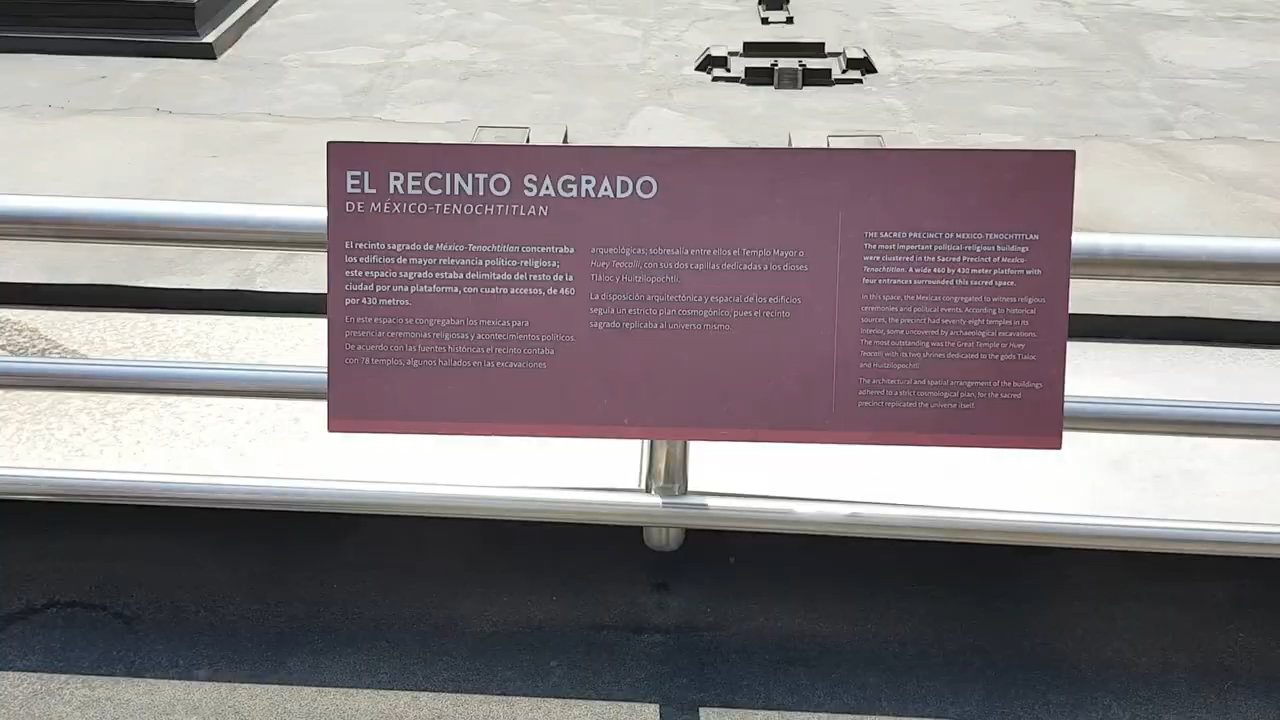 EL RECINTO SAGRADO
DE MÉXICO-TENOCHTITLAN
El recinto sagrado de México-Tenochtitlan concentraba
los edificios de mayor relevancia político-religiosa;
este espacio sagrado estaba delimitado del resto de la
ciudad por una plataforma, con cuatro accesos, de 460
por 430 metros.
En este espacio se congregaban los mexicas para
presenciar ceremonias religiosas y acontecimientos políticos.
De acuerdo con las fuentes históricas el recinto contaba
con 78 templos; algunos hallados en las excavaciones
arqueológicas; sobresalía entre ellos el Templo Mayor o
Huey Teocalli, con sus dos capillas dedicadas a los dioses
Tláloc y Huitzilopochtli.
La disposición arquitectónica y espacial de los edificios
seguía un estricto plan cosmogónico, pues el recinto
sagrado replicaba al universo mismo.
THE SACRED PRECINCT OF MEXICO-TENOCHTITLAN
The most important political-religious buildings
were clustered in the Sacred Precinct of Mexico-
Tenochtitlan. A wide 460 by 430 meter platform with
four entrances surrounded this sacred space.
In this space, the Mexicas congregated to witness religious
ceremonies and political events. According to historical
sources, the precinct had seventy-eight temples in its
interior, some uncovered by archaeological excavations.
The most outstanding was the Great Temple or Huey
Teocalli with its two shrines dedicated to the gods Tlaloc
and Huitzilopochtli.
The architectural and spatial arrangement of the buildings
adhered to a strict cosmological plan, for the sacred
precinct replicated the universe itself.